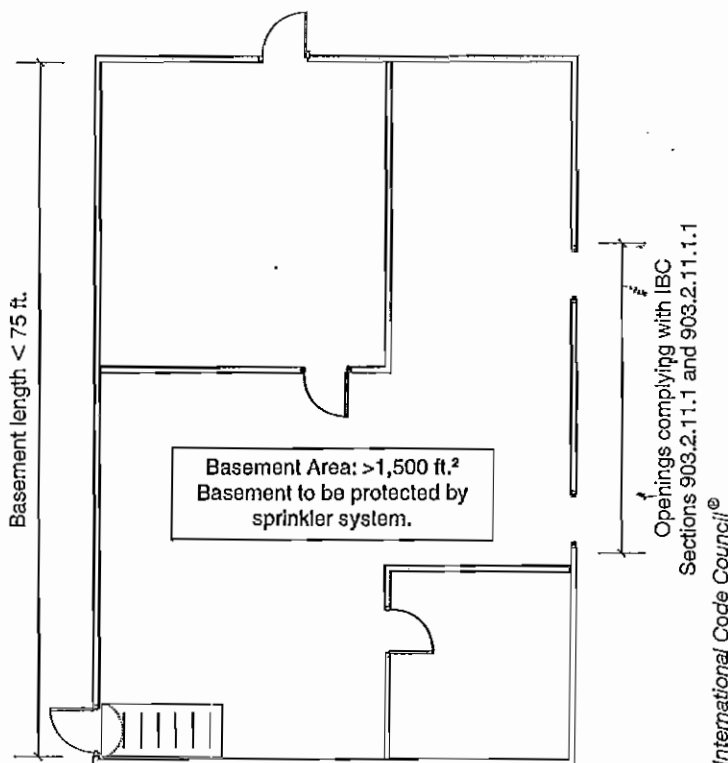 Basement length < 75 ft.
Basement Area: >1,500 ft.²
Basement to be protected by
sprinkler system.
Openings complying with IBC
Sections 903.2.11.1 and 903.2.11.1.1
International Code Council®